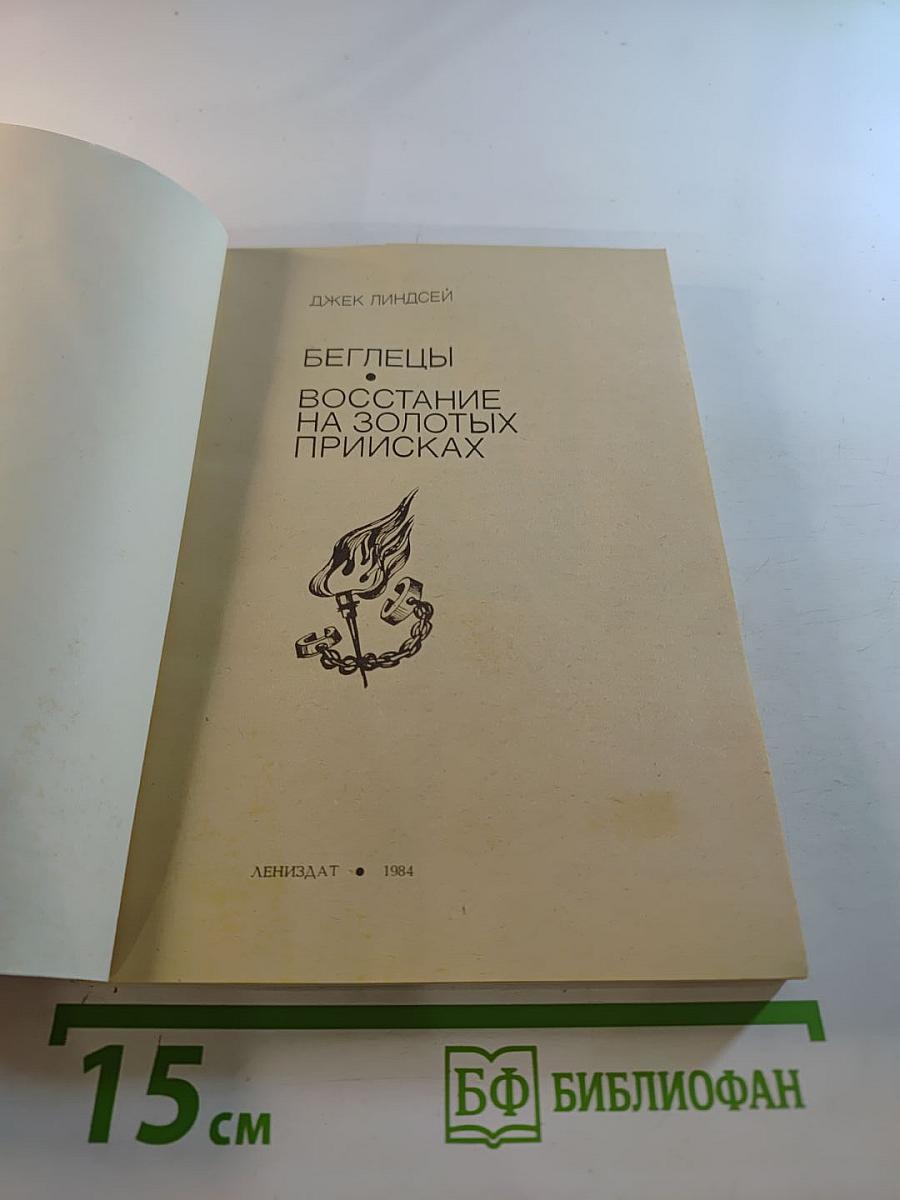 ДЖЕК ЛИНДСЕЙ
БЕГЛЕЦЫ
•
ВОССТАНИЕ
НА ЗОЛОТЫХ
ПРИИСКАХ
ЛЕНИЗДАТ • 1984
15 см
БФ БИБЛИОФАН